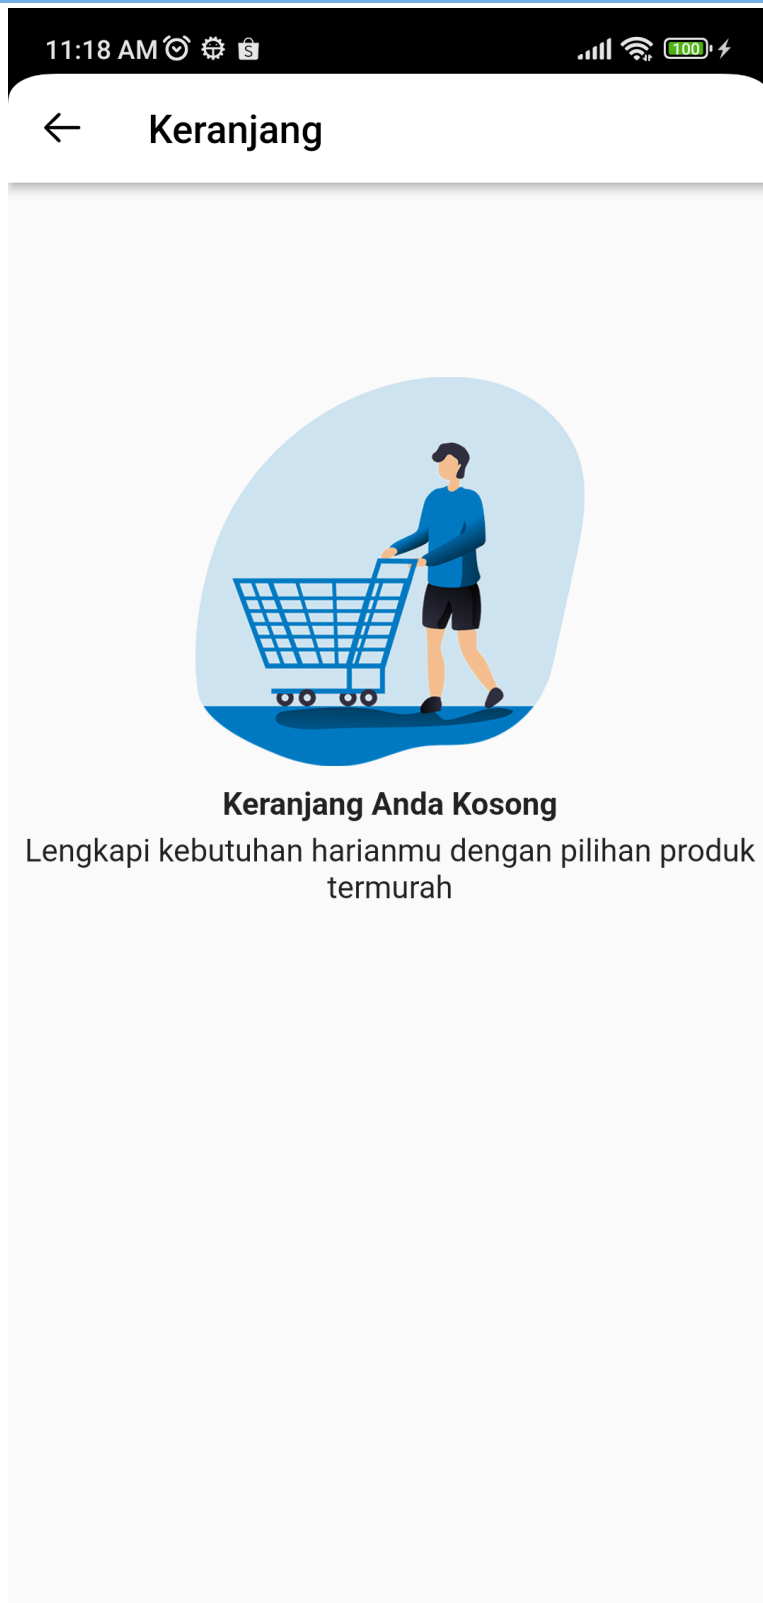 11:18 AM
100
Keranjang
Keranjang Anda Kosong
Lengkapi kebutuhan harianmu dengan pilihan produk
termurah